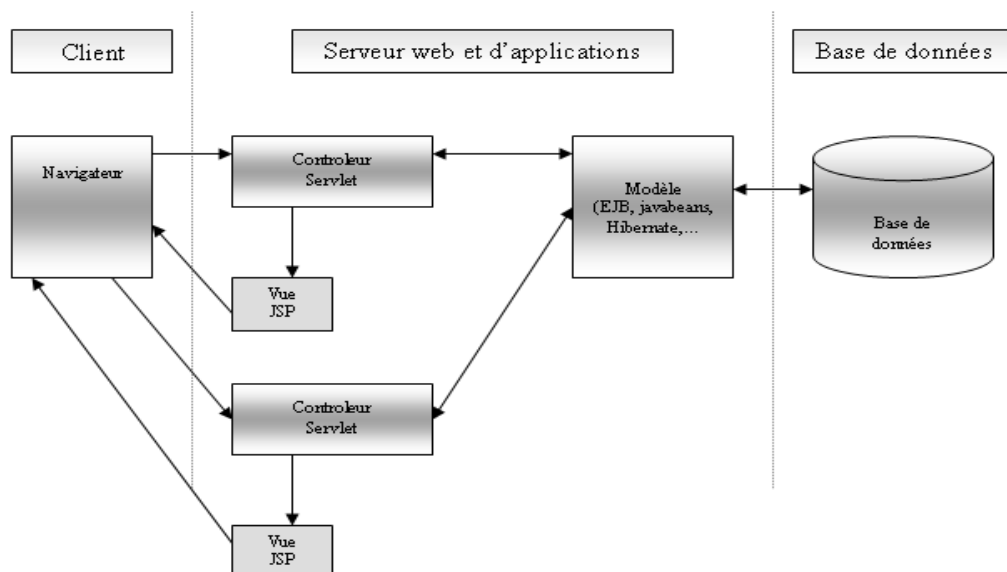 Client
Serveur web et d'applications
Base de données
Navigateur
Controleur
Servlet
Modèle
(EJB, javabeans,
Hibernate,...
Base de
données
Vue
JSP
Controleur
Servlet
Vue
JSP